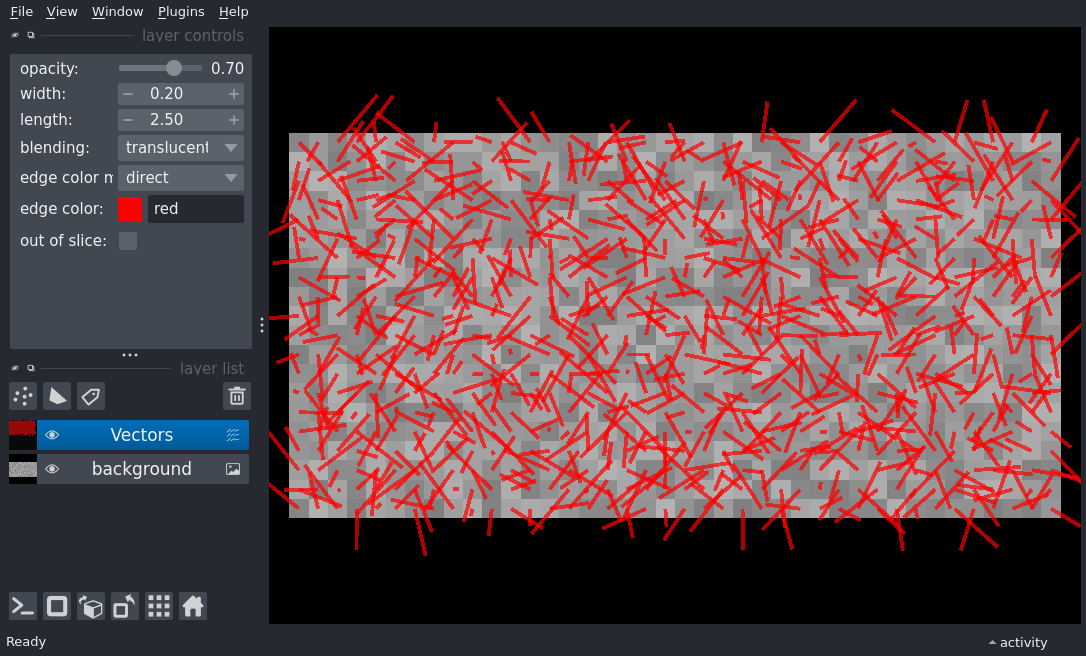 File View Window Plugins Help
layer controls
opacity: 0.70
width: 0.20
length: 2.50
blending: translucent
edge color m direct
edge color: red
out of slice:
layer list
Vectors
background
Ready
activity